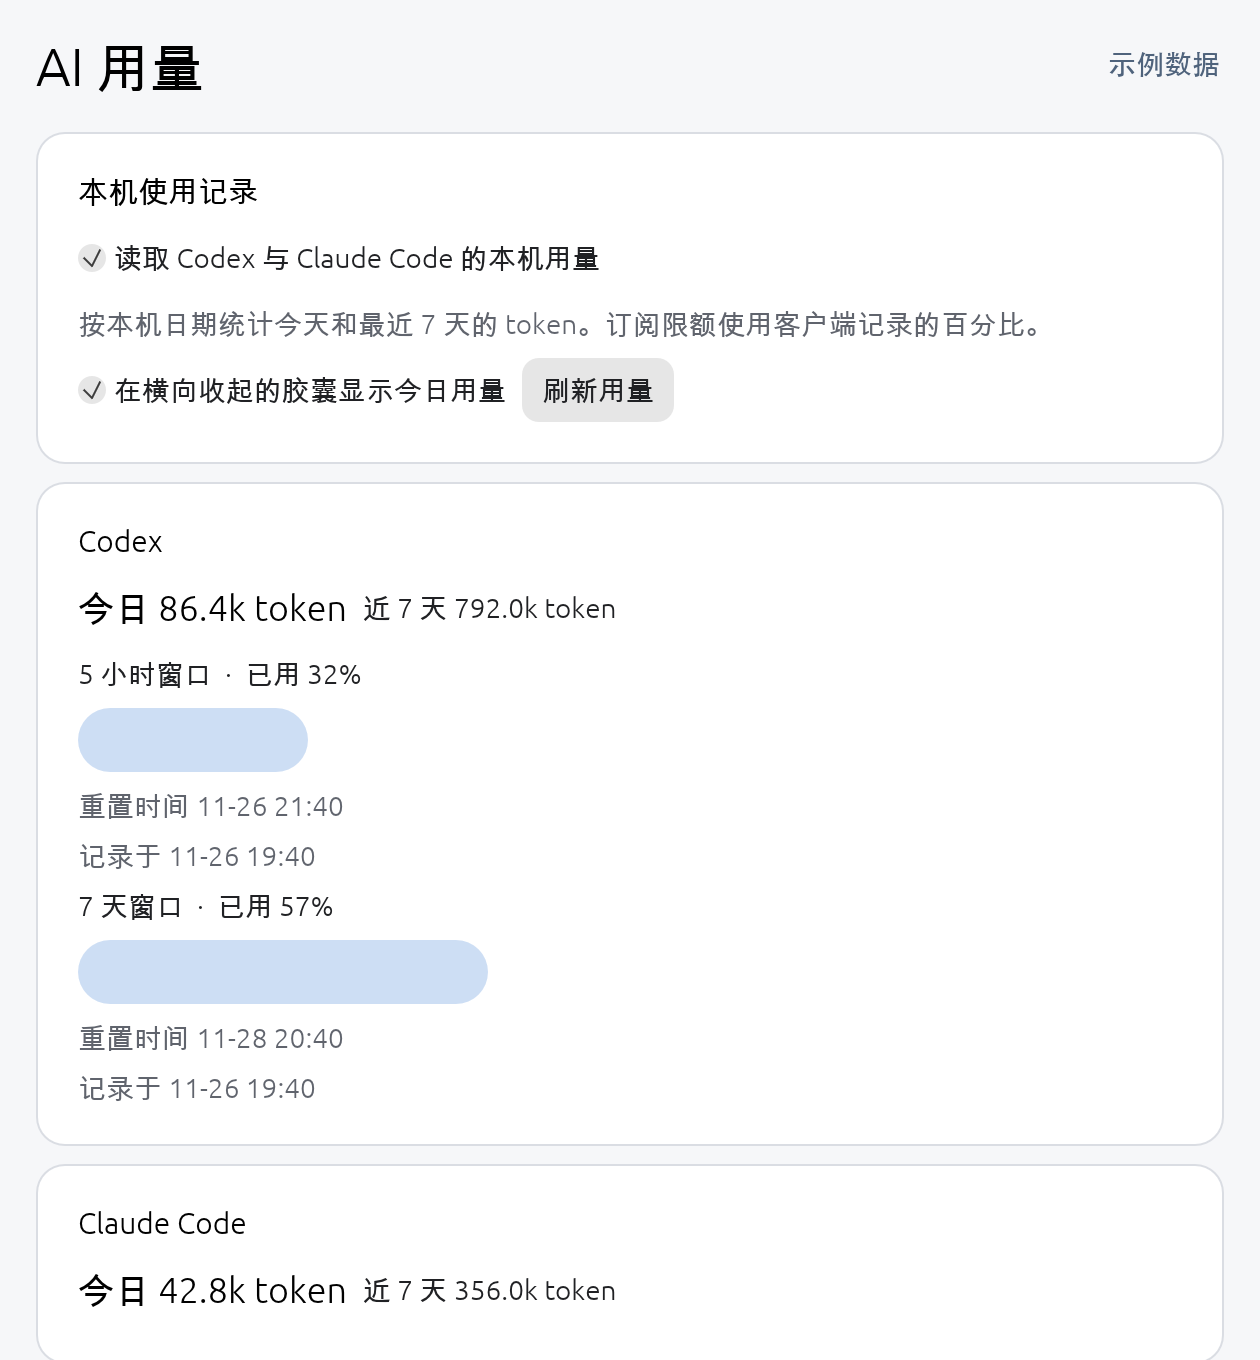 AI 用量
示例数据
本机使用记录
读取 Codex 与 Claude Code 的本机用量
按本机日期统计今天和最近 7 天的 token。订阅限额使用客户端记录的百分比。
在横向收起的胶囊显示今日用量 刷新用量
Codex
今日 86.4k token 近 7 天 792.0k token
5 小时窗口 · 已用 32%
重置时间 11-26 21:40
记录于 11-26 19:40
7 天窗口 · 已用 57%
重置时间 11-28 20:40
记录于 11-26 19:40
Claude Code
今日 42.8k token 近 7 天 356.0k token